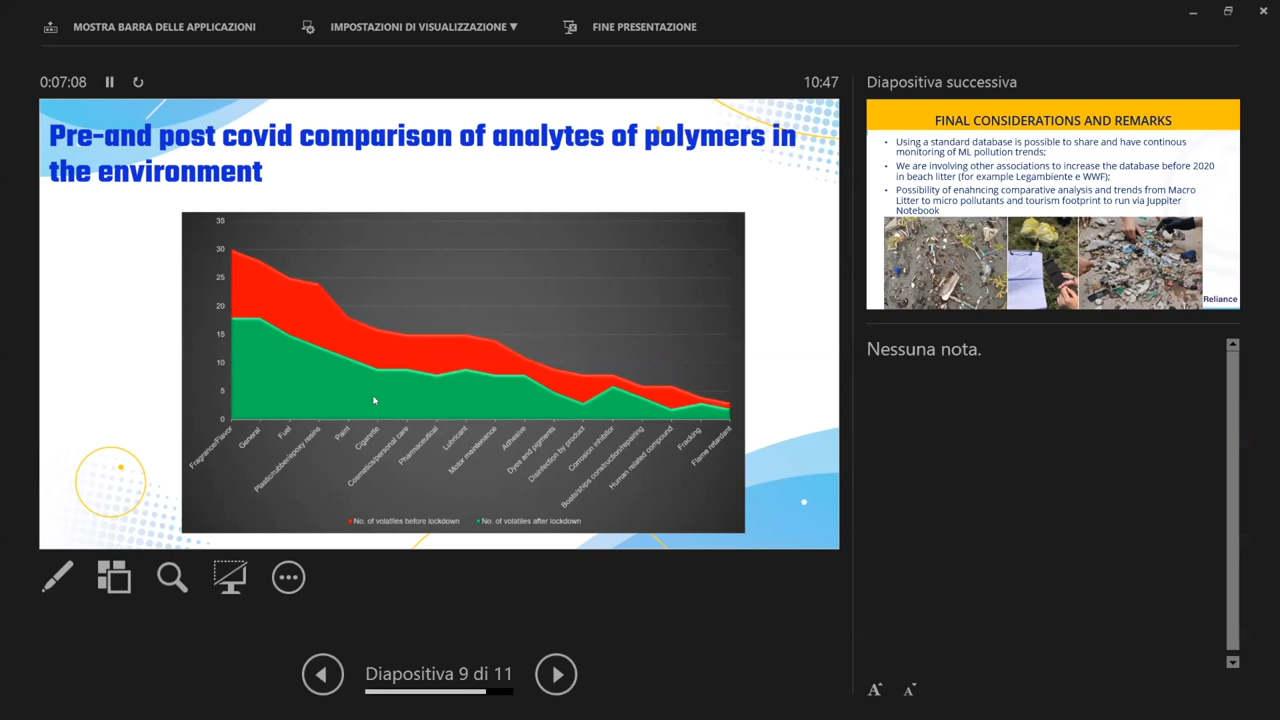 MOSTRA BARRA DELLE APPLICAZIONI
IMPOSTAZIONI DI VISUALIZZAZIONE ▼
FINE PRESENTAZIONE
0:07:08
10:47
Pre-and post covid comparison of analytes of polymers in
the environment
35
30
25
20
15
10
5
0
Fragrance/Flavor
General
Fuel
Plastic/rubber/epoxy resins
Paint
Cigarette
Cosmetics/personal care
Pharmaceutical
Lubricant
Motor maintenance
Adhesive
Dyes and pigments
Disinfection by product
Corrosion inhibitor
Boats/ships construction/repairing
Human related compound
Frecking
Flame retardant
No. of volatiles before lockdown
No. of volatiles after lockdown
Diapositiva 9 di 11
Diapositiva successiva
FINAL CONSIDERATIONS AND REMARKS
• Using a standard database is possible to share and have continous
monitoring of ML pollution trends;
• We are involving other associations to increase the database before 2020
in beach litter (for example Legambiente e WWF);
• Possibility of enahncing comparative analysis and trends from Macro
Litter to micro pollutants and tourism footprint to run via Juppiter
Notebook
Reliance
Nessuna nota.
A
A